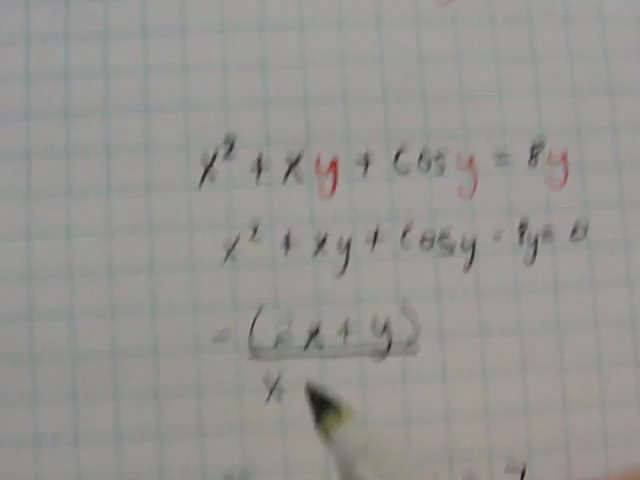 x² + xy + cos y = 8y
x² + xy + cos y - 8y = 0
- (2x + y)
x